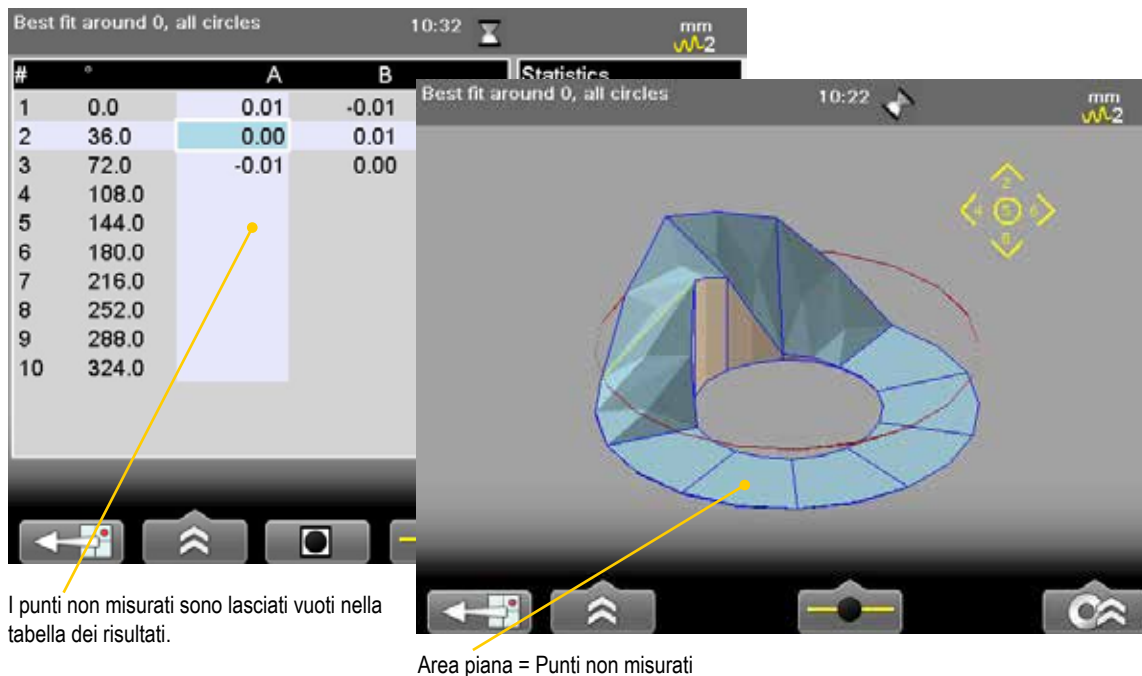 Best fit around 0, all circles 10:32 mm
2
# ° A B Statistics
1 0.0 0.01 -0.01
2 36.0 0.00 0.01
3 72.0 -0.01 0.00
4 108.0
5 144.0
6 180.0
7 216.0
8 252.0
9 288.0
10 324.0
Best fit around 0, all circles 10:22 mm
2
2
4 5 6
8
I punti non misurati sono lasciati vuoti nella
tabella dei risultati.
Area piana = Punti non misurati